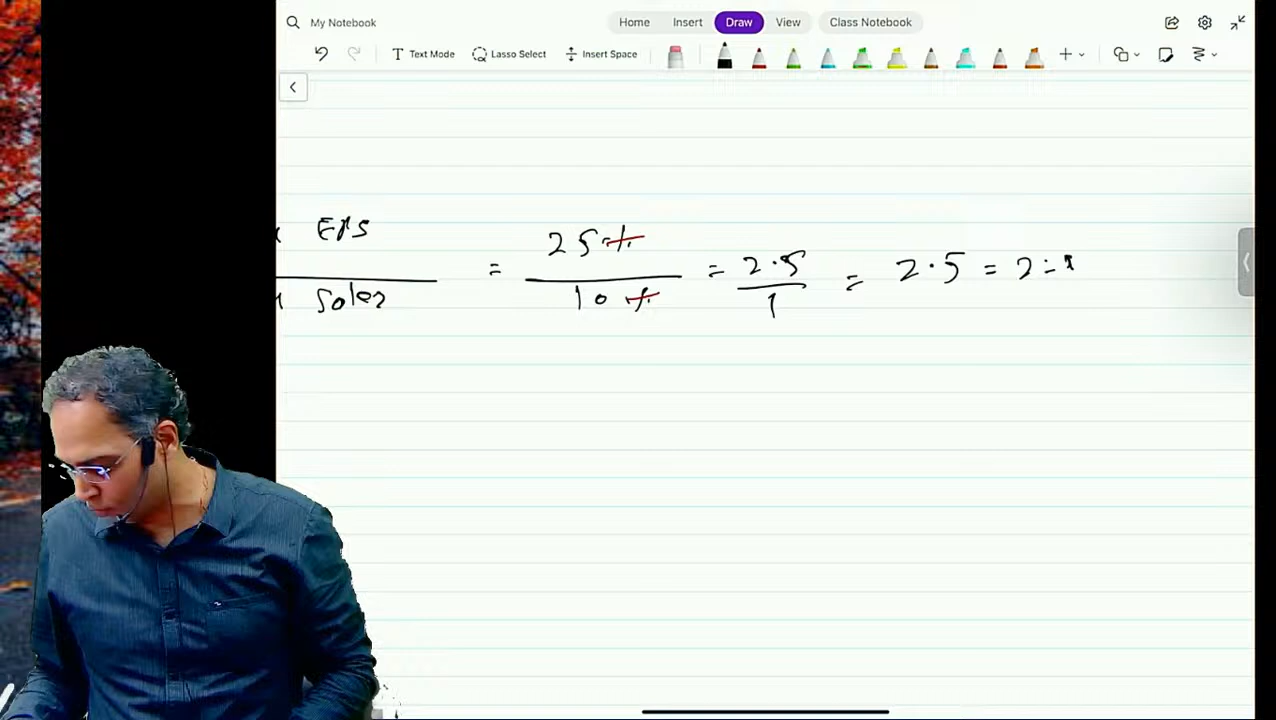 My Notebook
Home Insert Draw View Class Notebook
Text Mode Lasso Select Insert Space
EPS
Sales
= 25% / 10% = 2.5 / 1 = 2.5 = 2